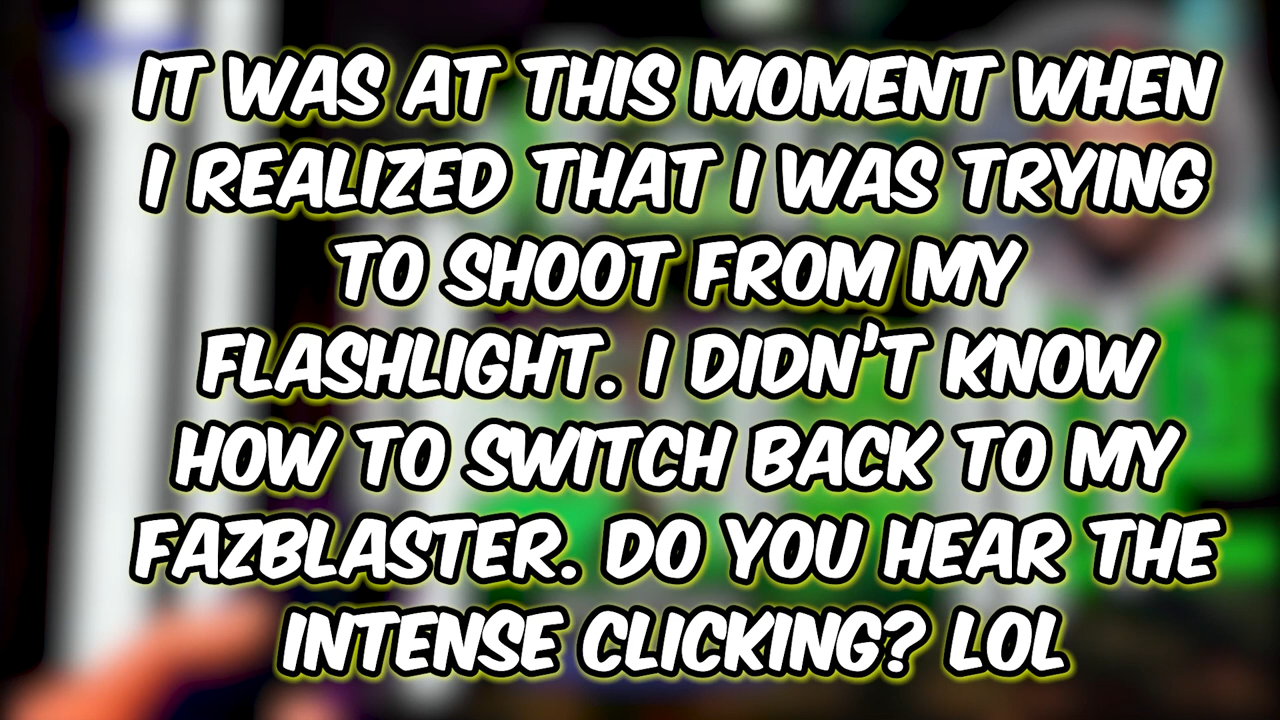 IT WAS AT THIS MOMENT WHEN
I REALIZED THAT I WAS TRYING
TO SHOOT FROM MY
FLASHLIGHT. I DIDN'T KNOW
HOW TO SWITCH BACK TO MY
FAZBLASTER. DO YOU HEAR THE
INTENSE CLICKING? LOL